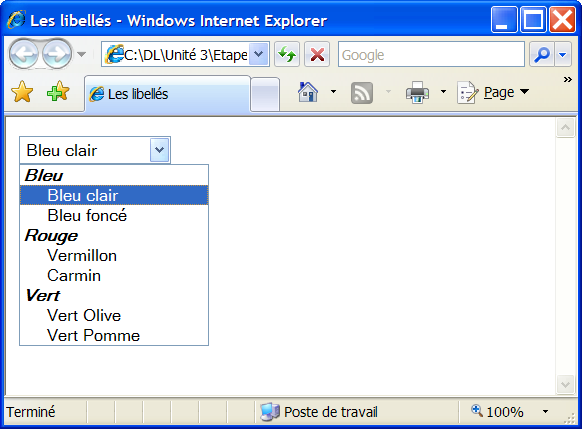 Les libellés - Windows Internet Explorer
C:\DL\Unité 3\Etape
Google
Les libellés
Page
»
Bleu clair
Bleu
Bleu clair
Bleu foncé
Rouge
Vermillon
Carmin
Vert
Vert Olive
Vert Pomme
Terminé
Poste de travail
100%